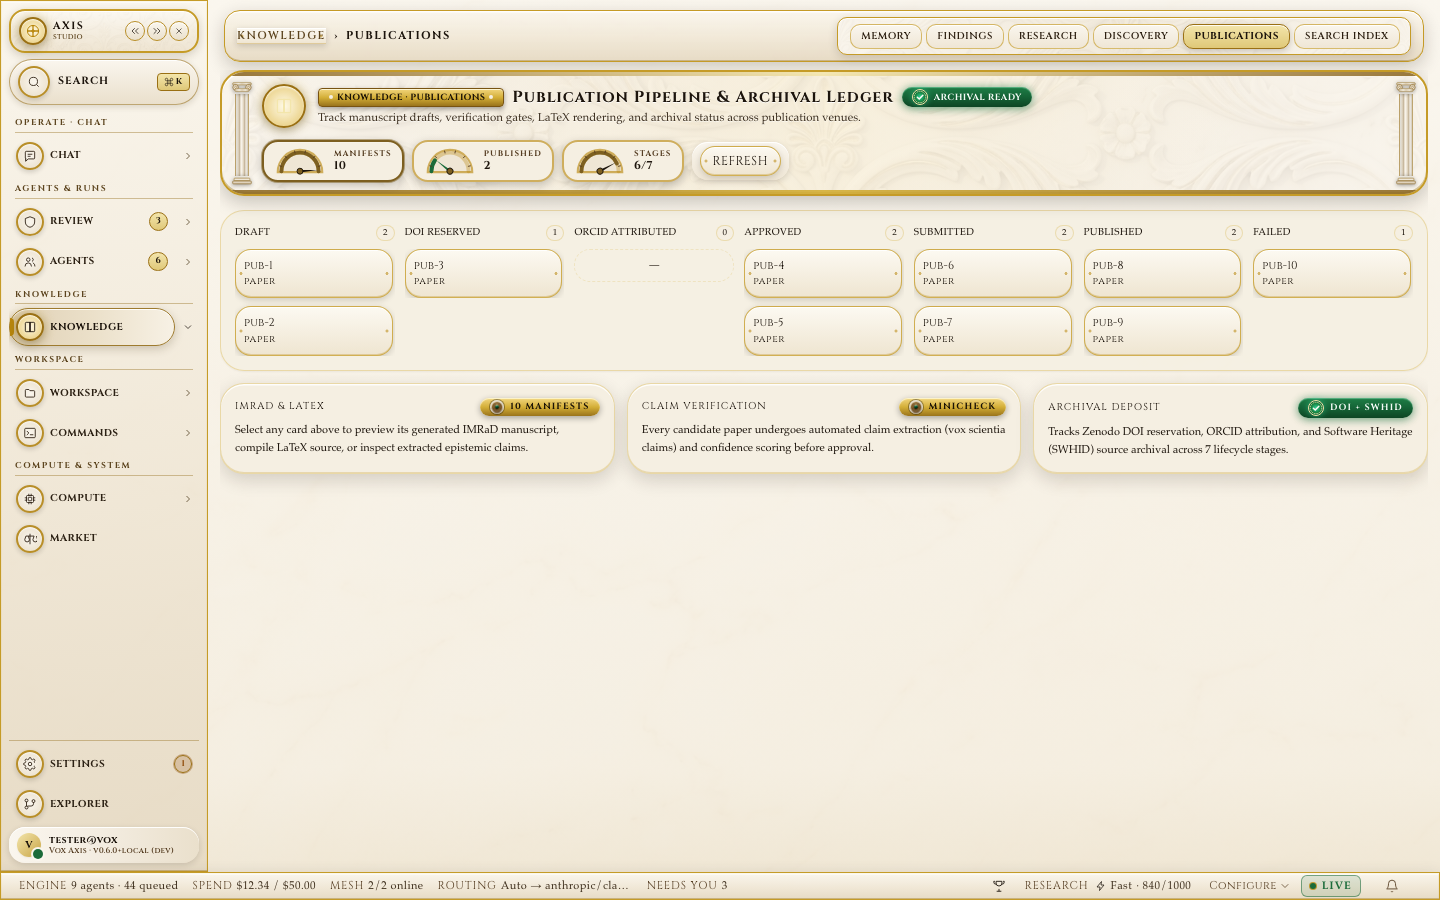 AXIS
STUDIO
SEARCH
⌘ K
OPERATE · CHAT
CHAT
AGENTS & RUNS
REVIEW 3
AGENTS 6
KNOWLEDGE
KNOWLEDGE
WORKSPACE
WORKSPACE
COMMANDS
COMPUTE & SYSTEM
COMPUTE
MARKET
SETTINGS 1
EXPLORER
V
TESTER@VOX
VOX AXIS · V0.6.0+LOCAL (DEV)
KNOWLEDGE › PUBLICATIONS
MEMORY FINDINGS RESEARCH DISCOVERY PUBLICATIONS SEARCH INDEX
KNOWLEDGE · PUBLICATIONS PUBLICATION PIPELINE & ARCHIVAL LEDGER ARCHIVAL READY
Track manuscript drafts, verification gates, LaTeX rendering, and archival status across publication venues.
MANIFESTS
10
PUBLISHED
2
STAGES
6/7
REFRESH
DRAFT 2
PUB-1
PAPER
PUB-2
PAPER
DOI RESERVED 1
PUB-3
PAPER
ORCID ATTRIBUTED 0
—
APPROVED 2
PUB-4
PAPER
PUB-5
PAPER
SUBMITTED 2
PUB-6
PAPER
PUB-7
PAPER
PUBLISHED 2
PUB-8
PAPER
PUB-9
PAPER
FAILED 1
PUB-10
PAPER
IMRAD & LATEX 10 MANIFESTS
Select any card above to preview its generated IMRaD manuscript,
compile LaTeX source, or inspect extracted epistemic claims.
CLAIM VERIFICATION MINICHECK
Every candidate paper undergoes automated claim extraction (vox scientia
claims) and confidence scoring before approval.
ARCHIVAL DEPOSIT DOI + SWHID
Tracks Zenodo DOI reservation, ORCID attribution, and Software Heritage
(SWHID) source archival across 7 lifecycle stages.
ENGINE 9 agents · 44 queued SPEND $12.34 / $50.00 MESH 2/2 online ROUTING Auto → anthropic/cla... NEEDS YOU 3 RESEARCH Fast · 840/1000 CONFIGURE LIVE